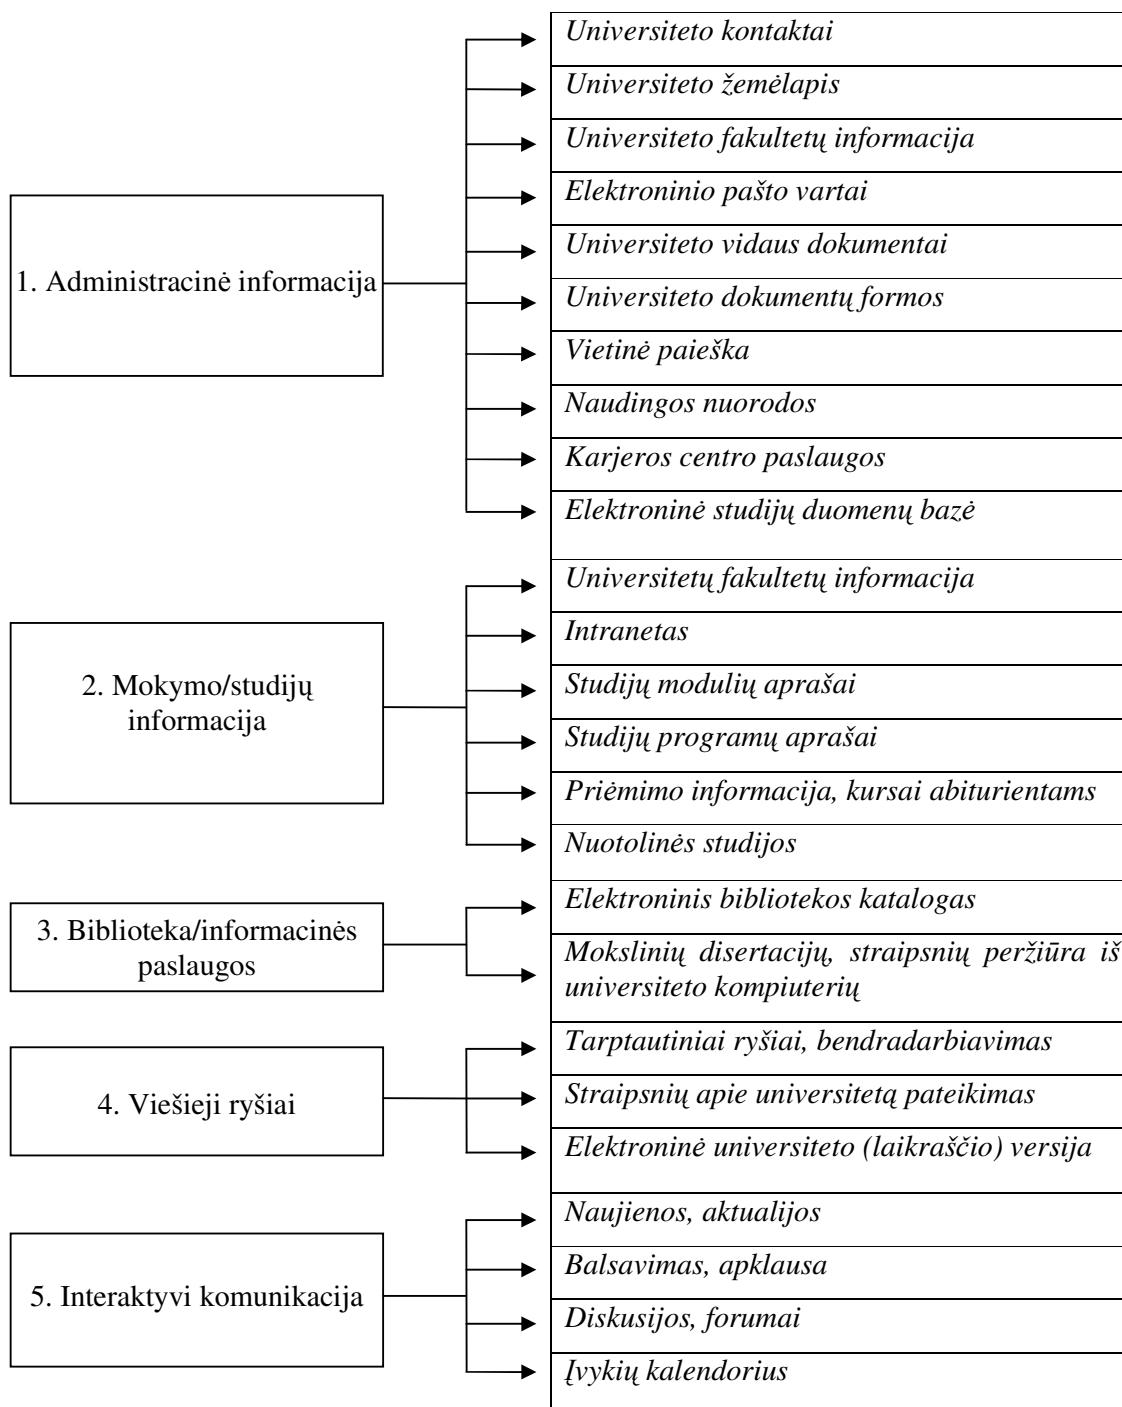 Universiteto kontaktai
Universiteto žemėlapis
Universiteto fakultetų informacija
Elektroninio pašto vartai
Universiteto vidaus dokumentai
1. Administracinė informacija
Universiteto dokumentų formos
Vietinė paieška
Naudingos nuorodos
Karjeros centro paslaugos
Elektroninė studijų duomenų bazė
Universitetų fakultetų informacija
Intranetas
2. Mokymo/studijų
informacija
Studijų modulių aprašai
Studijų programų aprašai
Priėmimo informacija, kursai abiturientams
Nuotolinės studijos
3. Biblioteka/informacinės
paslaugos
Elektroninis bibliotekos katalogas
Mokslinių disertacijų, straipsnių peržiūra iš
universiteto kompiuterių
4. Viešieji ryšiai
Tarptautiniai ryšiai, bendradarbiavimas
Straipsnių apie universitetą pateikimas
Elektroninė universiteto (laikraščio) versija
5. Interaktyvi komunikacija
Naujienos, aktualijos
Balsavimas, apklausa
Diskusijos, forumai
Įvykių kalendorius